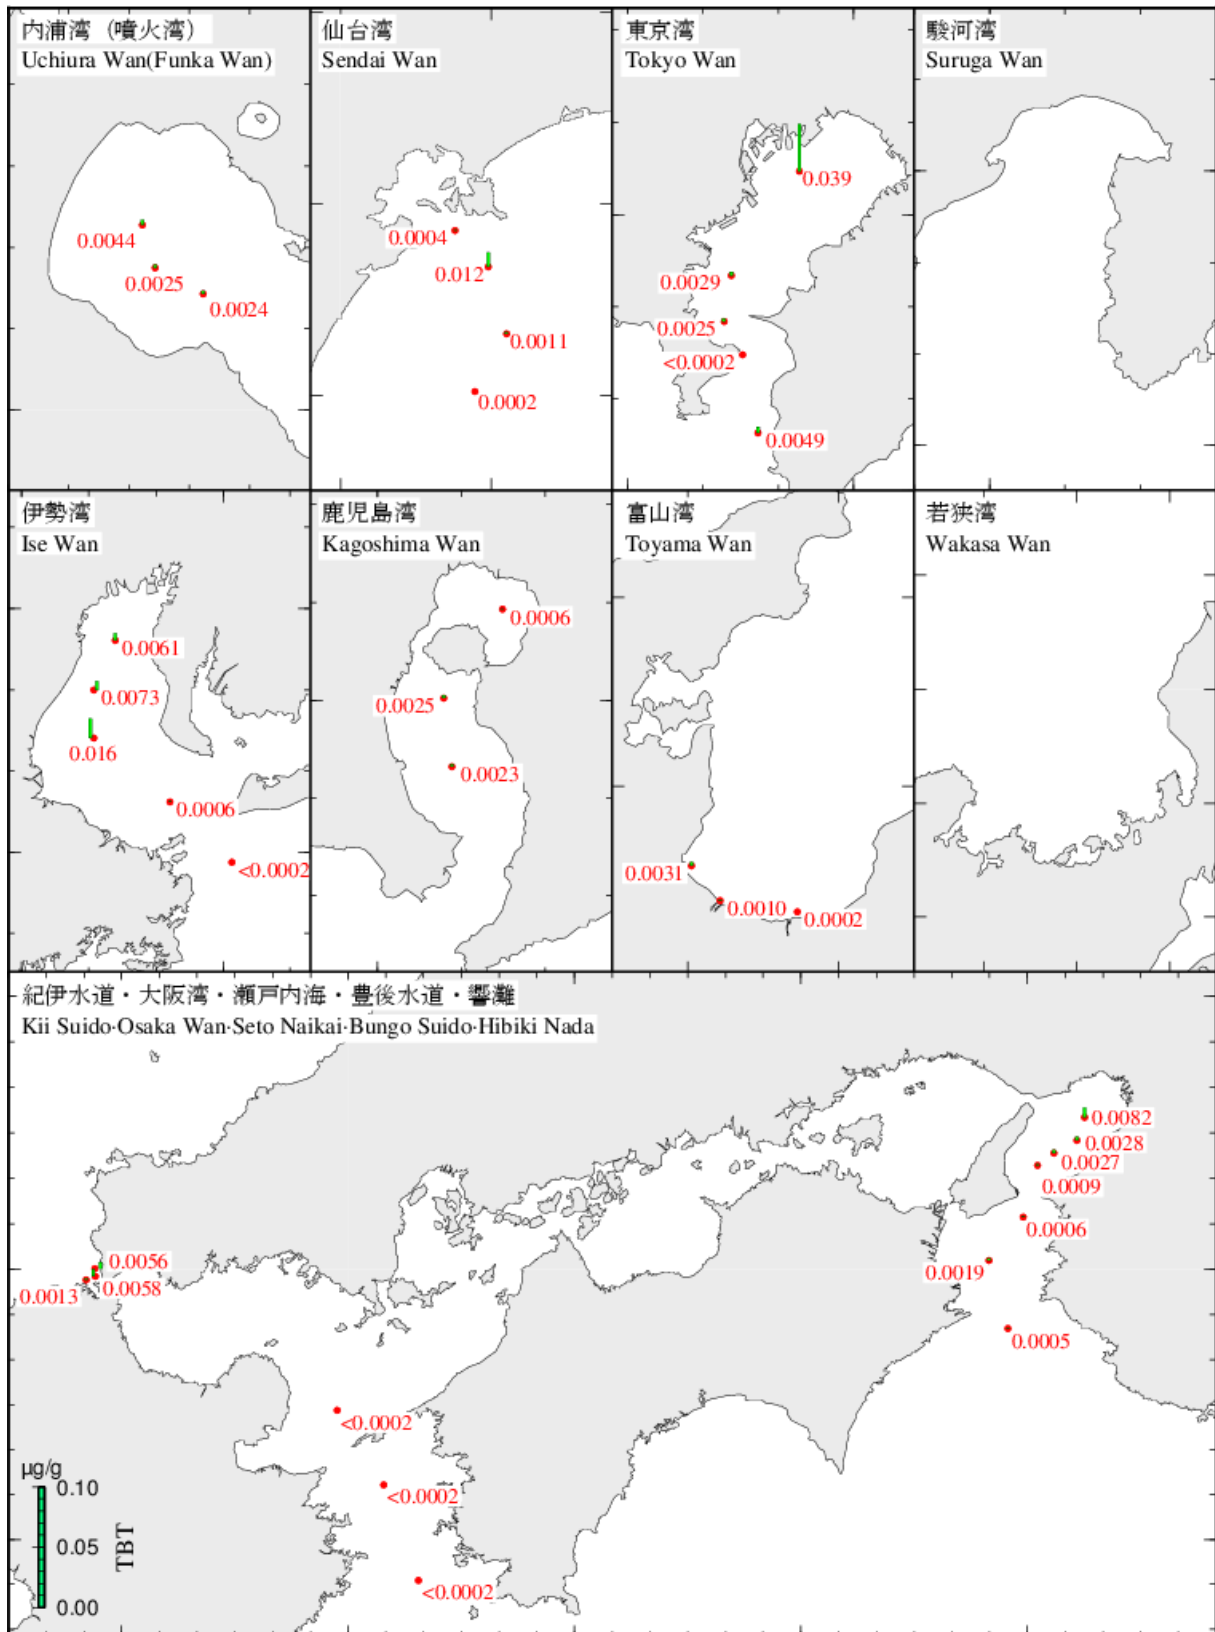 内浦湾（噴火湾）
Uchiura Wan(Funka Wan)
0.0044
0.0025
0.0024
仙台湾
Sendai Wan
0.0004
0.012
0.0011
0.0002
東京湾
Tokyo Wan
0.039
0.0029
0.0025
<0.0002
0.0049
駿河湾
Suruga Wan
伊勢湾
Ise Wan
0.0061
0.0073
0.016
0.0006
<0.0002
鹿児島湾
Kagoshima Wan
0.0006
0.0025
0.0023
富山湾
Toyama Wan
0.0031
0.0010
0.0002
若狭湾
Wakasa Wan
紀伊水道・大阪湾・瀬戸内海・豊後水道・響灘
Kii Suido·Osaka Wan·Seto Naikai·Bungo Suido·Hibiki Nada
0.0082
0.0028
0.0027
0.0009
0.0006
0.0056
0.0058
0.0013
0.0019
0.0005
<0.0002
<0.0002
<0.0002
µg/g
0.10
0.05
0.00
TBT